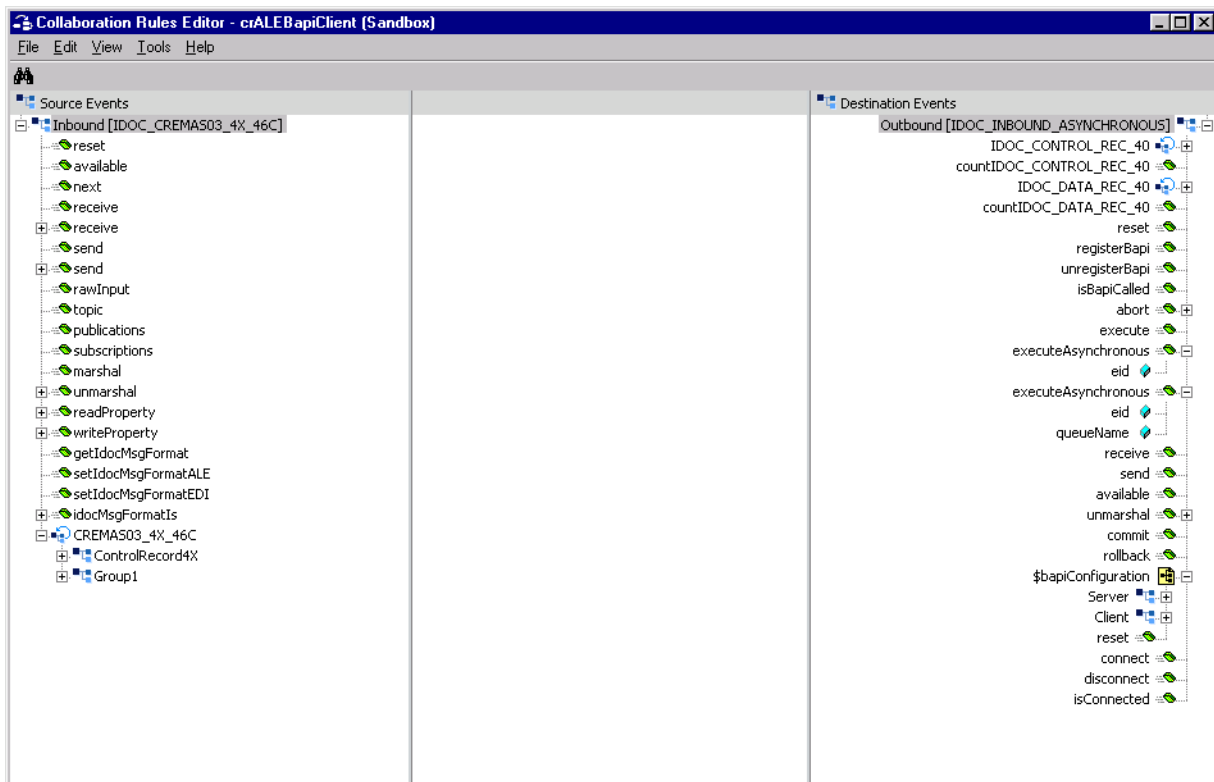 Collaboration Rules Editor - crALEBapiClient (Sandbox)
File Edit View Tools Help
Source Events
Inbound [IDOC_CREMAS03_4X_46C]
reset
available
next
receive
receive
send
send
rawInput
topic
publications
subscriptions
marshal
unmarshal
readProperty
writeProperty
getIdocMsgFormat
setIdocMsgFormatALE
setIdocMsgFormatEDI
idocMsgFormatIs
CREMAS03_4X_46C
ControlRecord4X
Group1
Destination Events
Outbound [IDOC_INBOUND_ASYNCHRONOUS]
IDOC_CONTROL_REC_40
countIDOC_CONTROL_REC_40
IDOC_DATA_REC_40
countIDOC_DATA_REC_40
reset
registerBapi
unregisterBapi
isBapiCalled
abort
execute
executeAsynchronous
eid
executeAsynchronous
eid
queueName
receive
send
available
unmarshal
commit
rollback
$bapiConfiguration
Server
Client
reset
connect
disconnect
isConnected